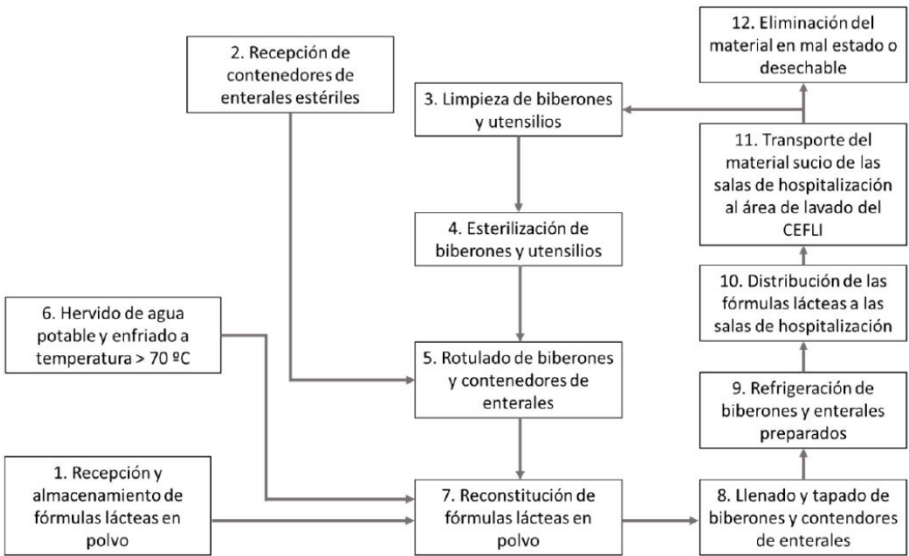 12. Eliminación del
material en mal estado o
desechable
2. Recepción de
contenedores de
enterales estériles
3. Limpieza de biberones
y utensilios
11. Transporte del
material sucio de las
salas de hospitalización
al área de lavado del
CEFLI
4. Esterilización de
biberones y utensilios
10. Distribución de las
fórmulas lácteas a las
salas de hospitalización
6. Hervido de agua
potable y enfriado a
temperatura > 70 ºC
5. Rotulado de biberones
y contenedores de
enterales
9. Refrigeración de
biberones y enterales
preparados
1. Recepción y
almacenamiento de
fórmulas lácteas en
polvo
7. Reconstitución de
fórmulas lácteas en
polvo
8. Llenado y tapado de
biberones y contendores
de enterales